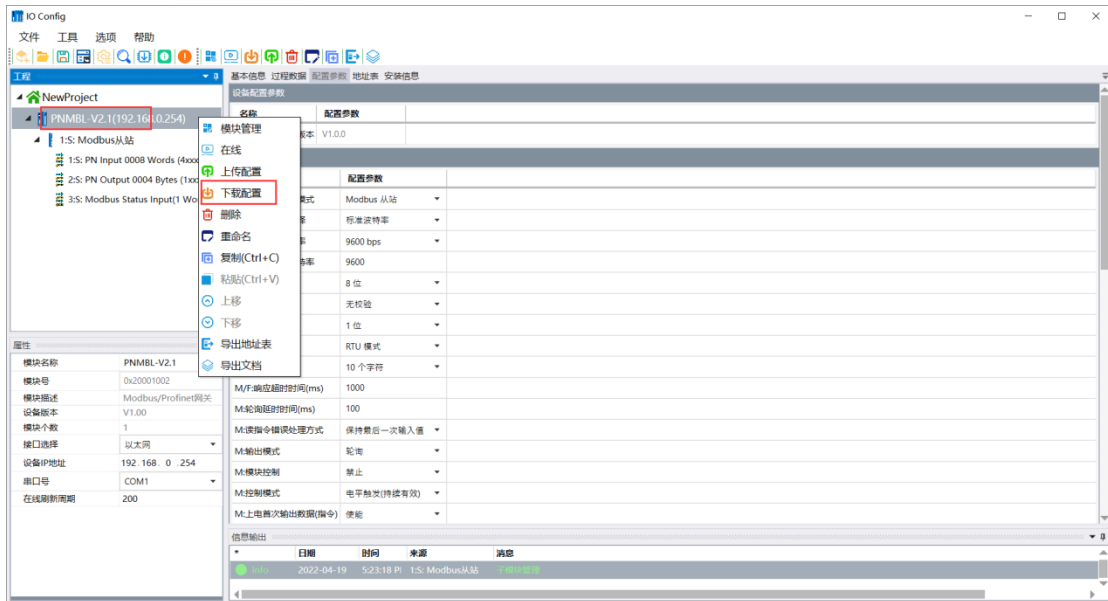 IO Config
文件 工具 选项 帮助
工程
NewProject
PNMBL-V2.1(192.168.0.254)
1:S: Modbus从站
1:S: PN Input 0008 Words (4xxx
2:S: PN Output 0004 Bytes (1xx
3:S: Modbus Status Input(1 Wo
模块管理
在线
上传配置
下载配置
删除
重命名
复制(Ctrl+C)
粘贴(Ctrl+V)
上移
下移
导出地址表
导出文档
属性
模块名称 PNMBL-V2.1
模块号 0x20001002
模块描述 Modbus/Profinet网关
设备版本 V1.00
模块个数 1
接口选择 以太网
设备IP地址 192.168. 0 .254
串口号 COM1
在线刷新周期 200
基本信息 过程数据 配置参数 地址表 安装信息
设备配置参数
名称 配置参数
版本 V1.0.0
配置参数
模式 Modbus 从站
标准波特率
9600 bps
特率 9600
8 位
无校验
1 位
RTU 模式
10 个字符
M/F:响应超时时间(ms) 1000
M:轮询延时时间(ms) 100
M:读指令错误处理方式 保持最后一次输入值
M:输出模式 轮询
M:模块控制 禁止
M:控制模式 电平触发(持续有效)
M:上电首次输出数据(指令) 使能
信息输出
* 日期 时间 来源 消息
Info 2022-04-19 5:23:18 PI 1:S: Modbus从站 子模块管理